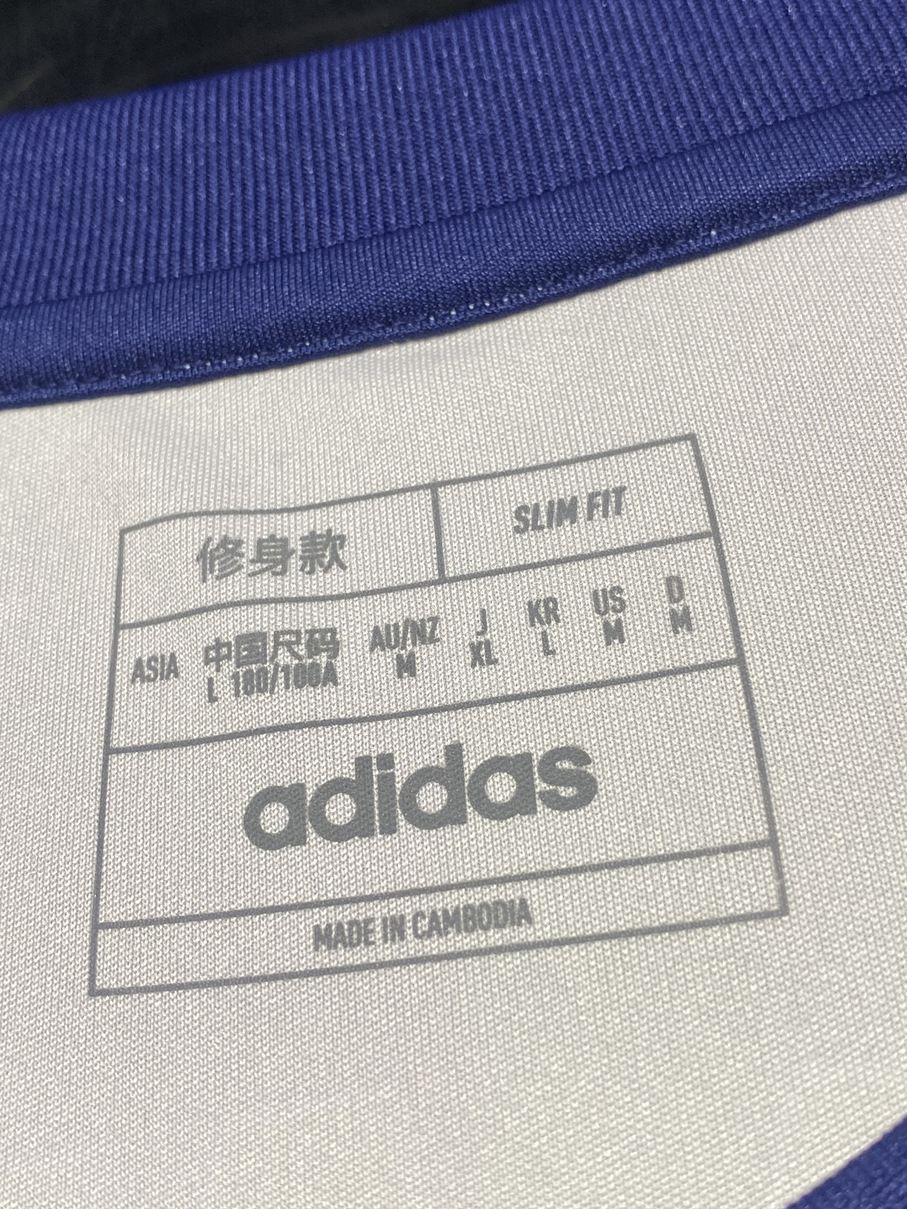 修身款 SLIM FIT
ASIA 中国尺码 AU/NZ J KR US D
L 180/100A M XL L M M
adidas
MADE IN CAMBODIA